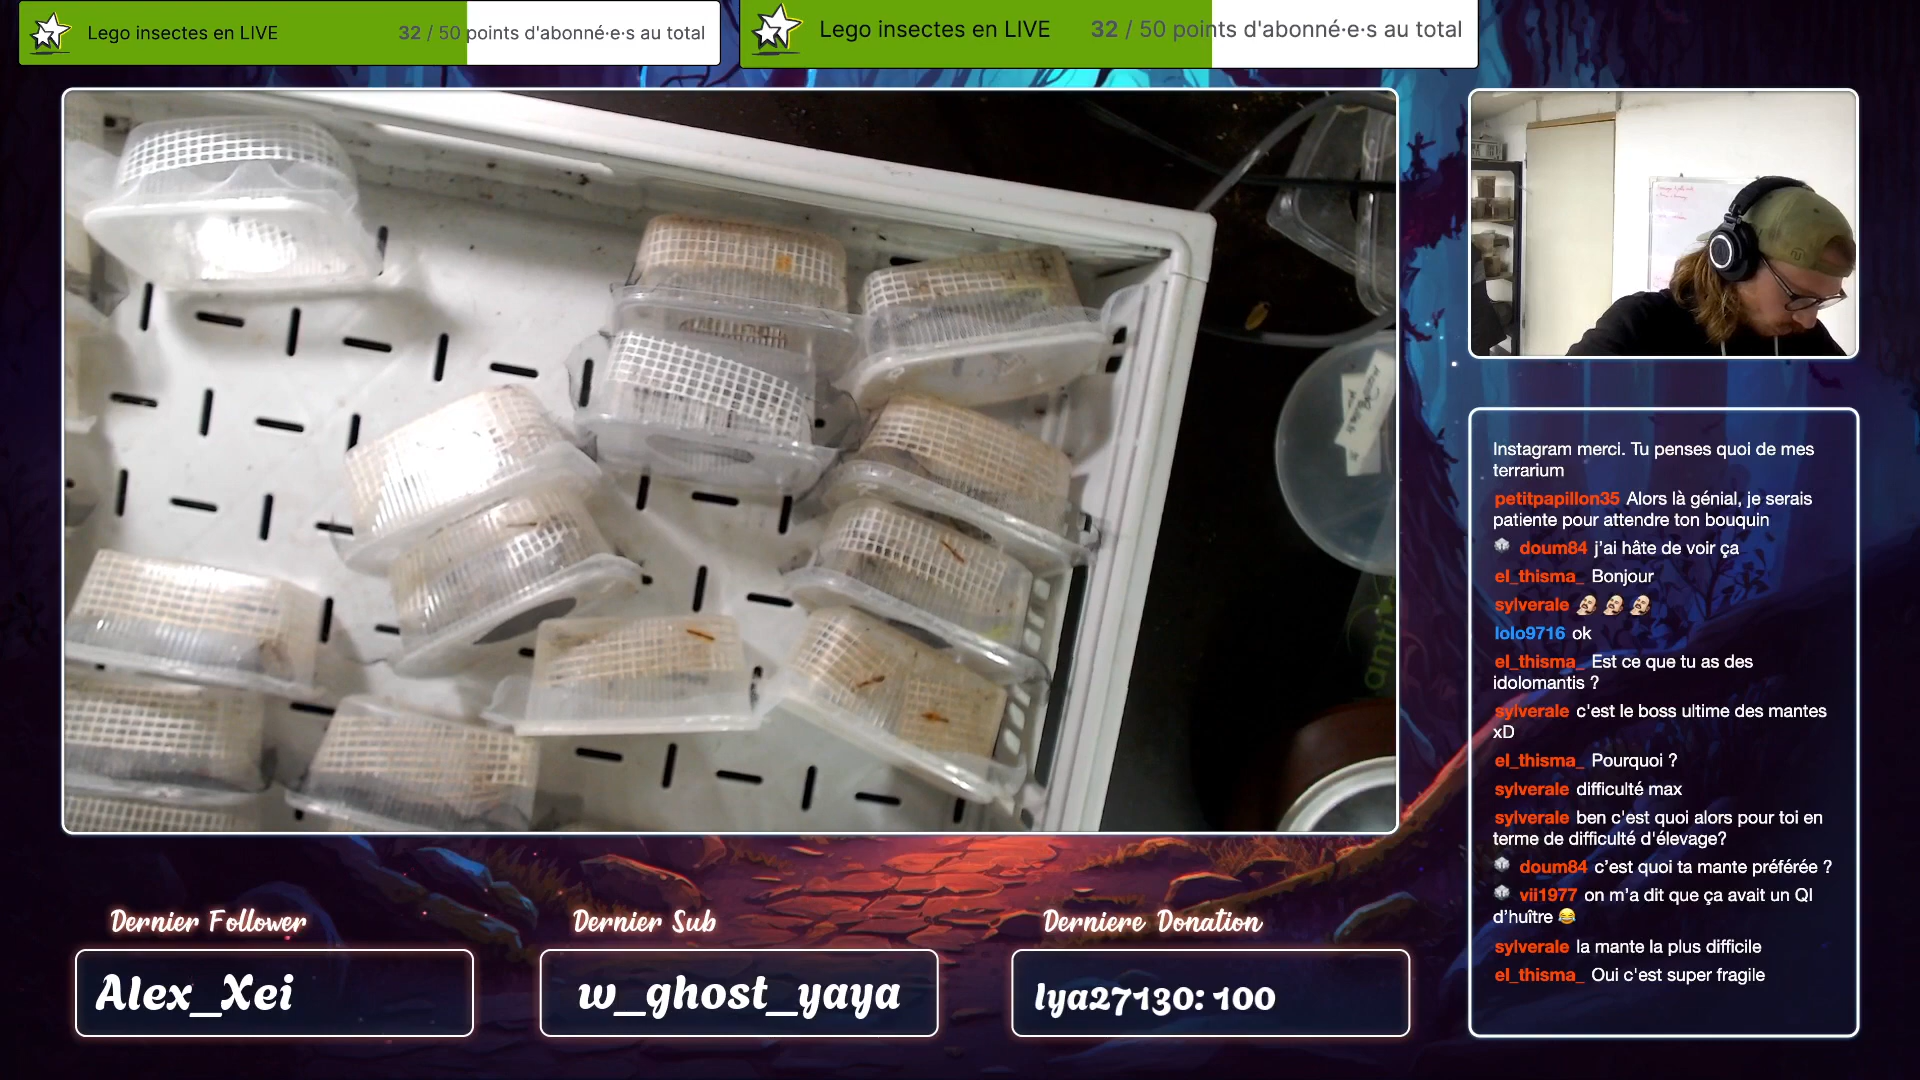 Lego insectes en LIVE 32 / 50 points d'abonné·e·s au total
Lego insectes en LIVE 32 / 50 points d'abonné·e·s au total
Instagram merci. Tu penses quoi de mes
terrarium
petitpapillon35 Alors là génial, je serais
patiente pour attendre ton bouquin
doum84 j'ai hâte de voir ça
el_thisma_ Bonjour
sylverale
lolo9716 ok
el_thisma_ Est ce que tu as des
idolomantis ?
sylverale c'est le boss ultime des mantes
xD
el_thisma_ Pourquoi ?
sylverale difficulté max
sylverale ben c'est quoi alors pour toi en
terme de difficulté d'élevage?
doum84 c'est quoi ta mante préférée ?
vii1977 on m'a dit que ça avait un QI
d'huître 😂
sylverale la mante la plus difficile
el_thisma_ Oui c'est super fragile
Dernier Follower
Alex_Xei
Dernier Sub
w_ghost_yaya
Derniere Donation
lya27130: 100